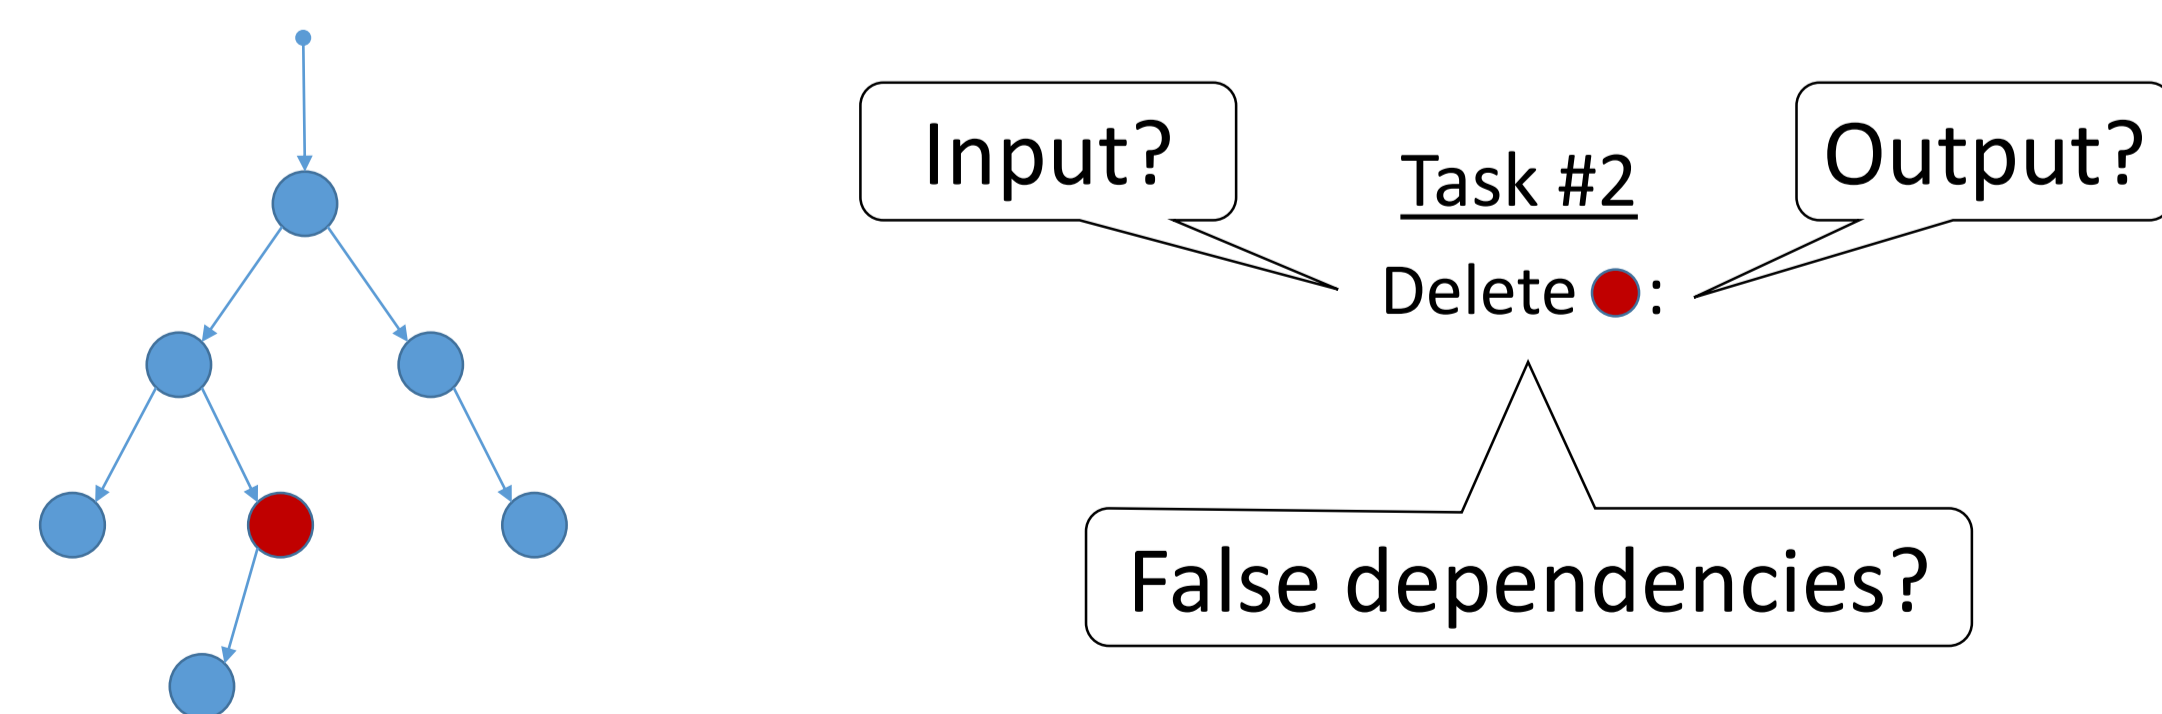 Input?
Task #2
Output?
Delete :
False dependencies?